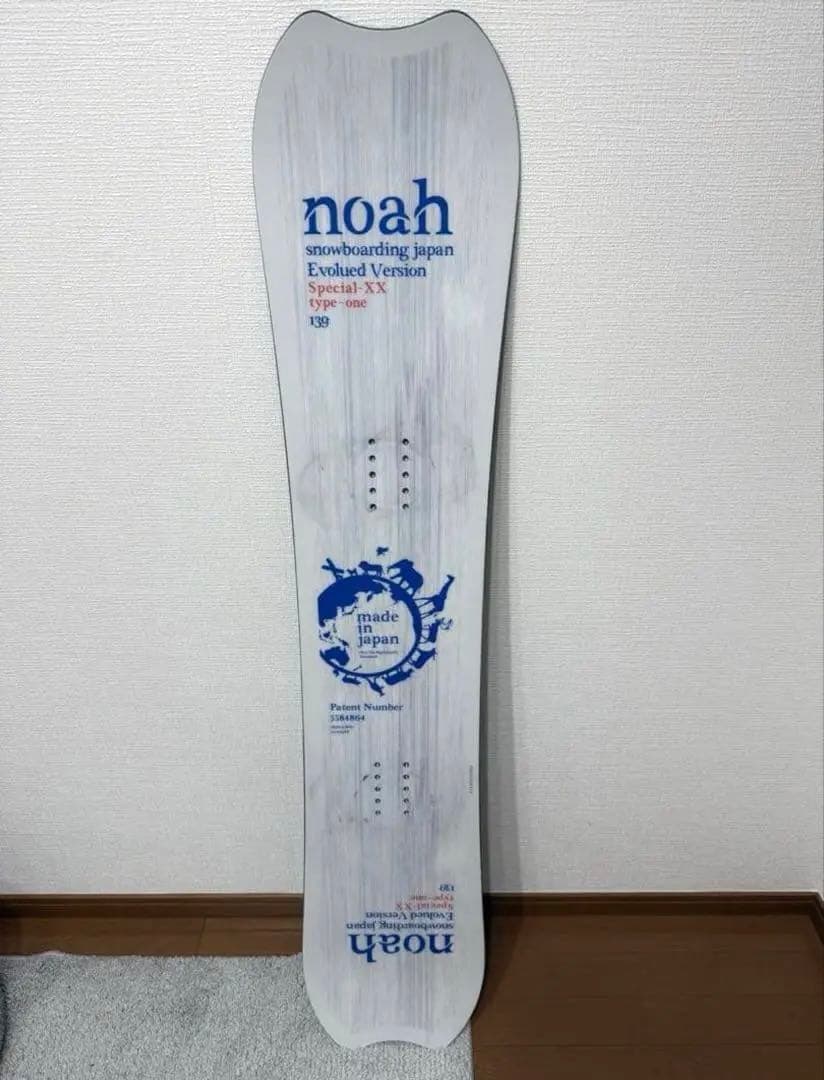 noah
snowboarding japan
Evolued Version
Special-XX
type-one
139
made
in
japan
Patent Number
5584864
139
type-one
Special-XX
Evolued Version
snowboarding japan
noah